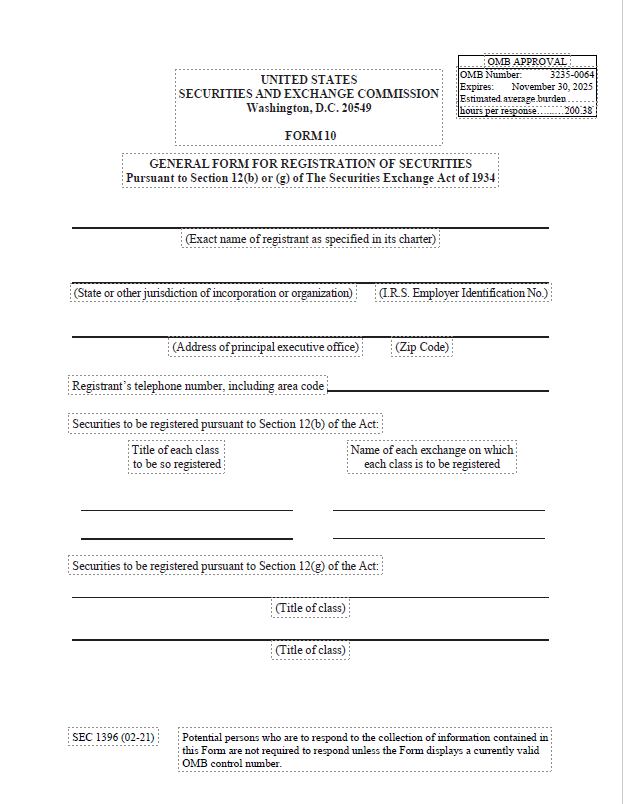 OMB APPROVAL
OMB Number: 3235-0064
Expires: November 30, 2025
Estimated average burden.......
hours per response......... 200.38
UNITED STATES
SECURITIES AND EXCHANGE COMMISSION
Washington, D.C. 20549
FORM 10
GENERAL FORM FOR REGISTRATION OF SECURITIES
Pursuant to Section 12(b) or (g) of The Securities Exchange Act of 1934
(Exact name of registrant as specified in its charter)
(State or other jurisdiction of incorporation or organization) (I.R.S. Employer Identification No.)
(Address of principal executive office) (Zip Code)
Registrant's telephone number, including area code
Securities to be registered pursuant to Section 12(b) of the Act:
Title of each class
to be so registered
Name of each exchange on which
each class is to be registered
Securities to be registered pursuant to Section 12(g) of the Act:
(Title of class)
(Title of class)
SEC 1396 (02-21)
Potential persons who are to respond to the collection of information contained in
this Form are not required to respond unless the Form displays a currently valid
OMB control number.